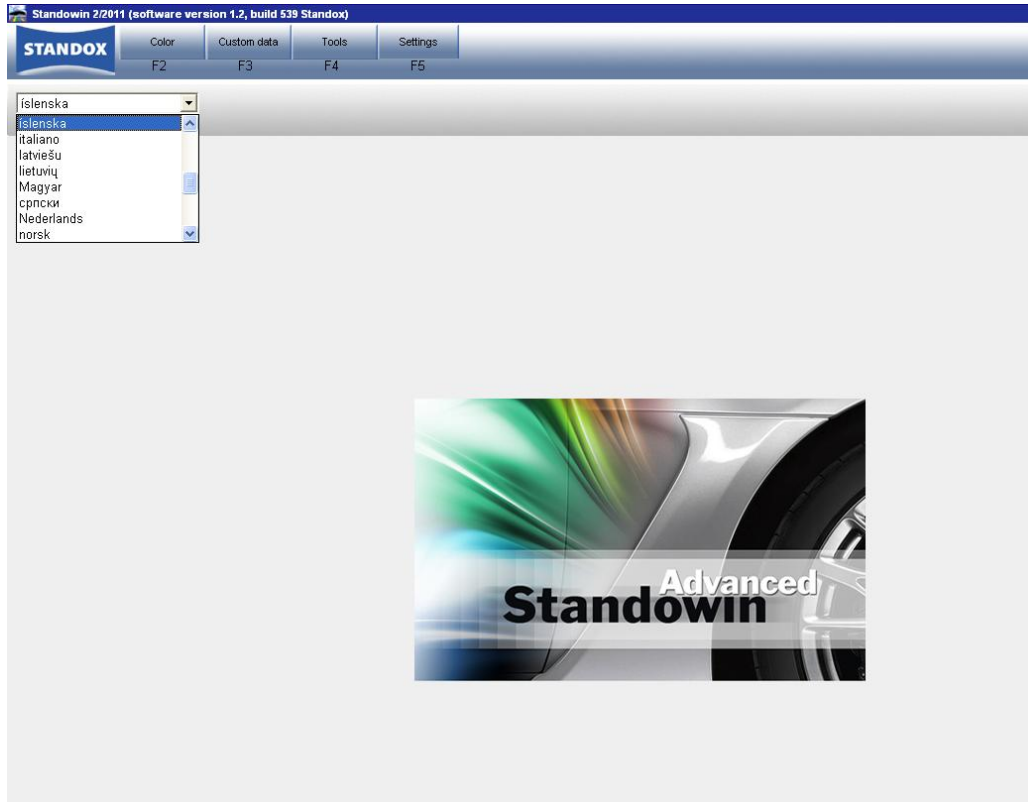 Standowin 2/2011 (software version 1.2, build 539 Standox)
STANDOX
Color Custom data Tools Settings
F2 F3 F4 F5
íslenska
íslenska
italiano
latviešu
lietuvių
Magyar
српски
Nederlands
norsk
Advanced
Standowin